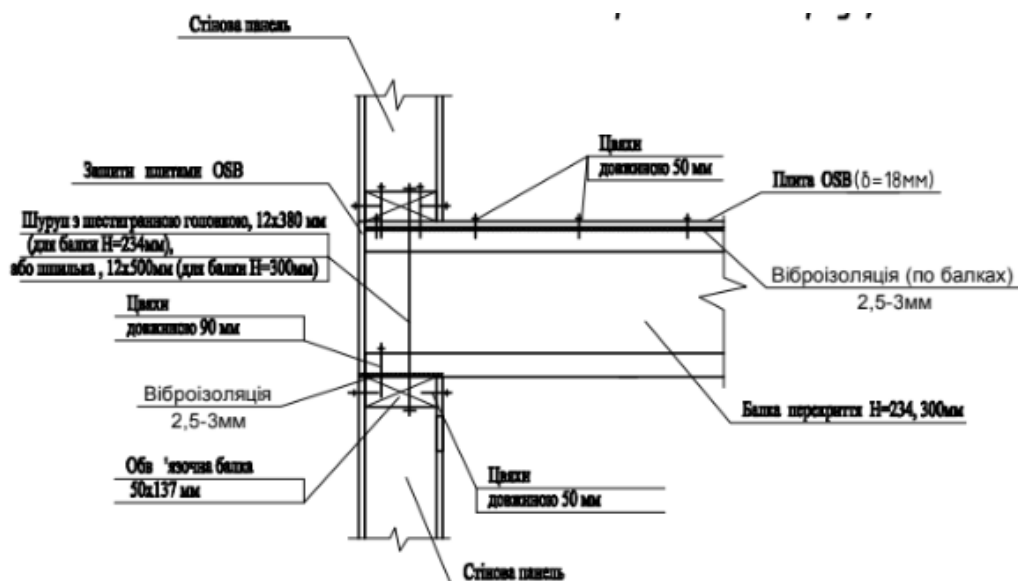 Стінова панель
Цвяхи
довжиною 50 мм
Зашити плитами OSB
Плита OSB (δ=18мм)
Шуруп з шестигранною головкою, 12х380 мм
(для балки Н=234мм),
або шпилька , 12х500мм (для балки Н=300мм)
Віброізоляція (по балках)
2,5-3мм
Цвяхи
довжиною 90 мм
Віброізоляція
2,5-3мм
Балка перекриття Н=234, 300мм
Обв 'язочна балка
50х137 мм
Цвяхи
довжиною 50 мм
Стінова панель